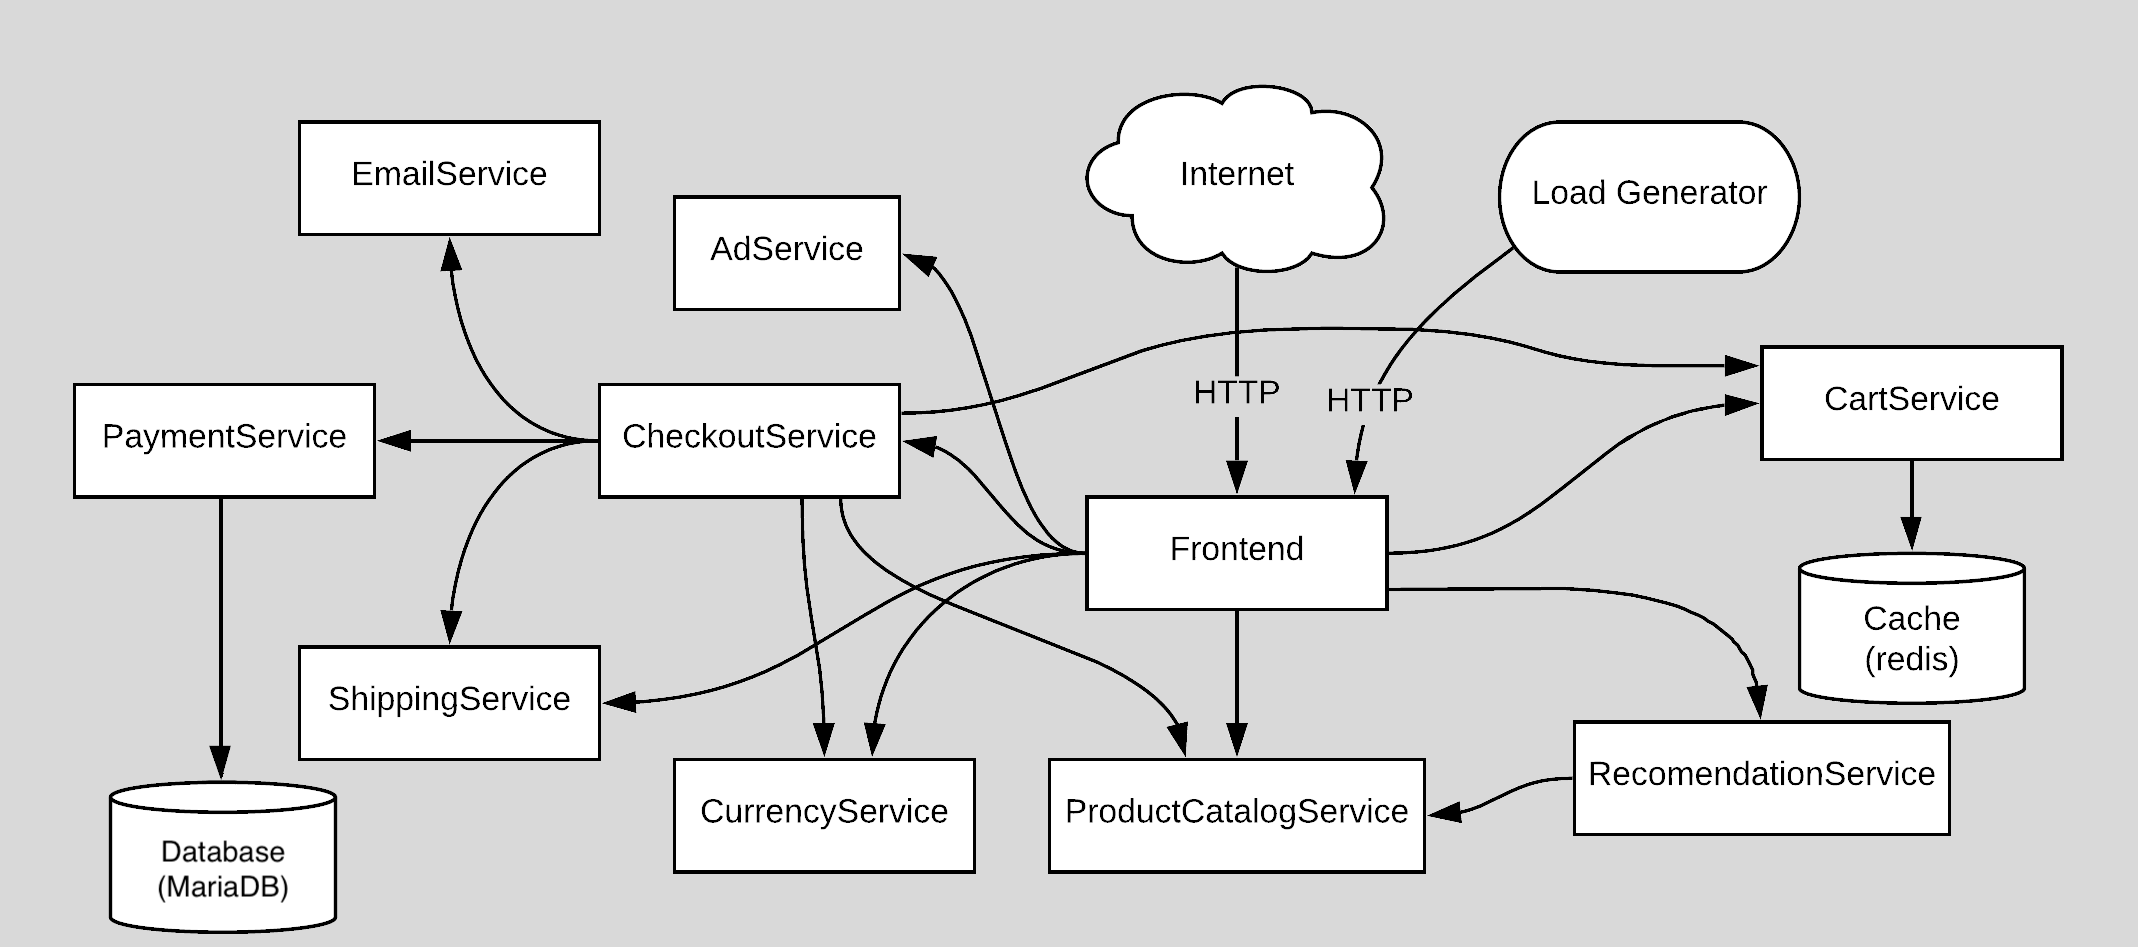 EmailService
AdService
Internet
Load Generator
HTTP
HTTP
CartService
PaymentService
CheckoutService
Frontend
Cache
(redis)
ShippingService
CurrencyService
ProductCatalogService
RecomendationService
Database
(MariaDB)